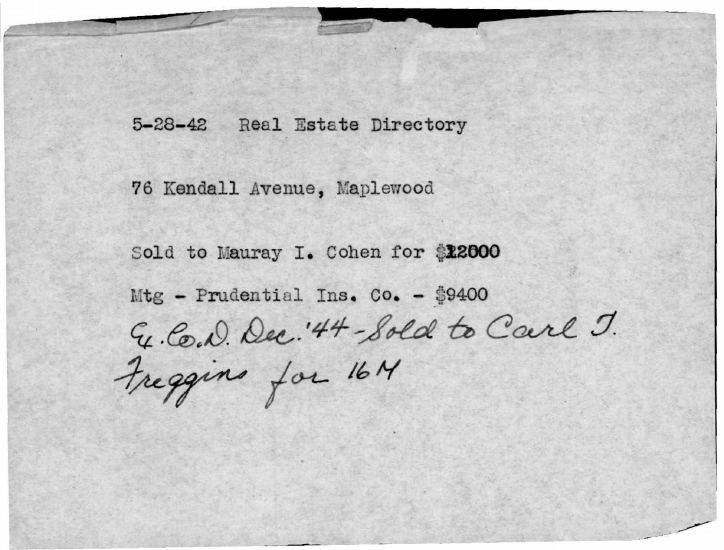 5-28-42 Real Estate Directory
76 Kendall Avenue, Maplewood
Sold to Mauray I. Cohen for $12000
Mtg - Prudential Ins. Co. - $9400
Co. D. Dec. '44 - Sold to Carl T.
Freggins for 16M